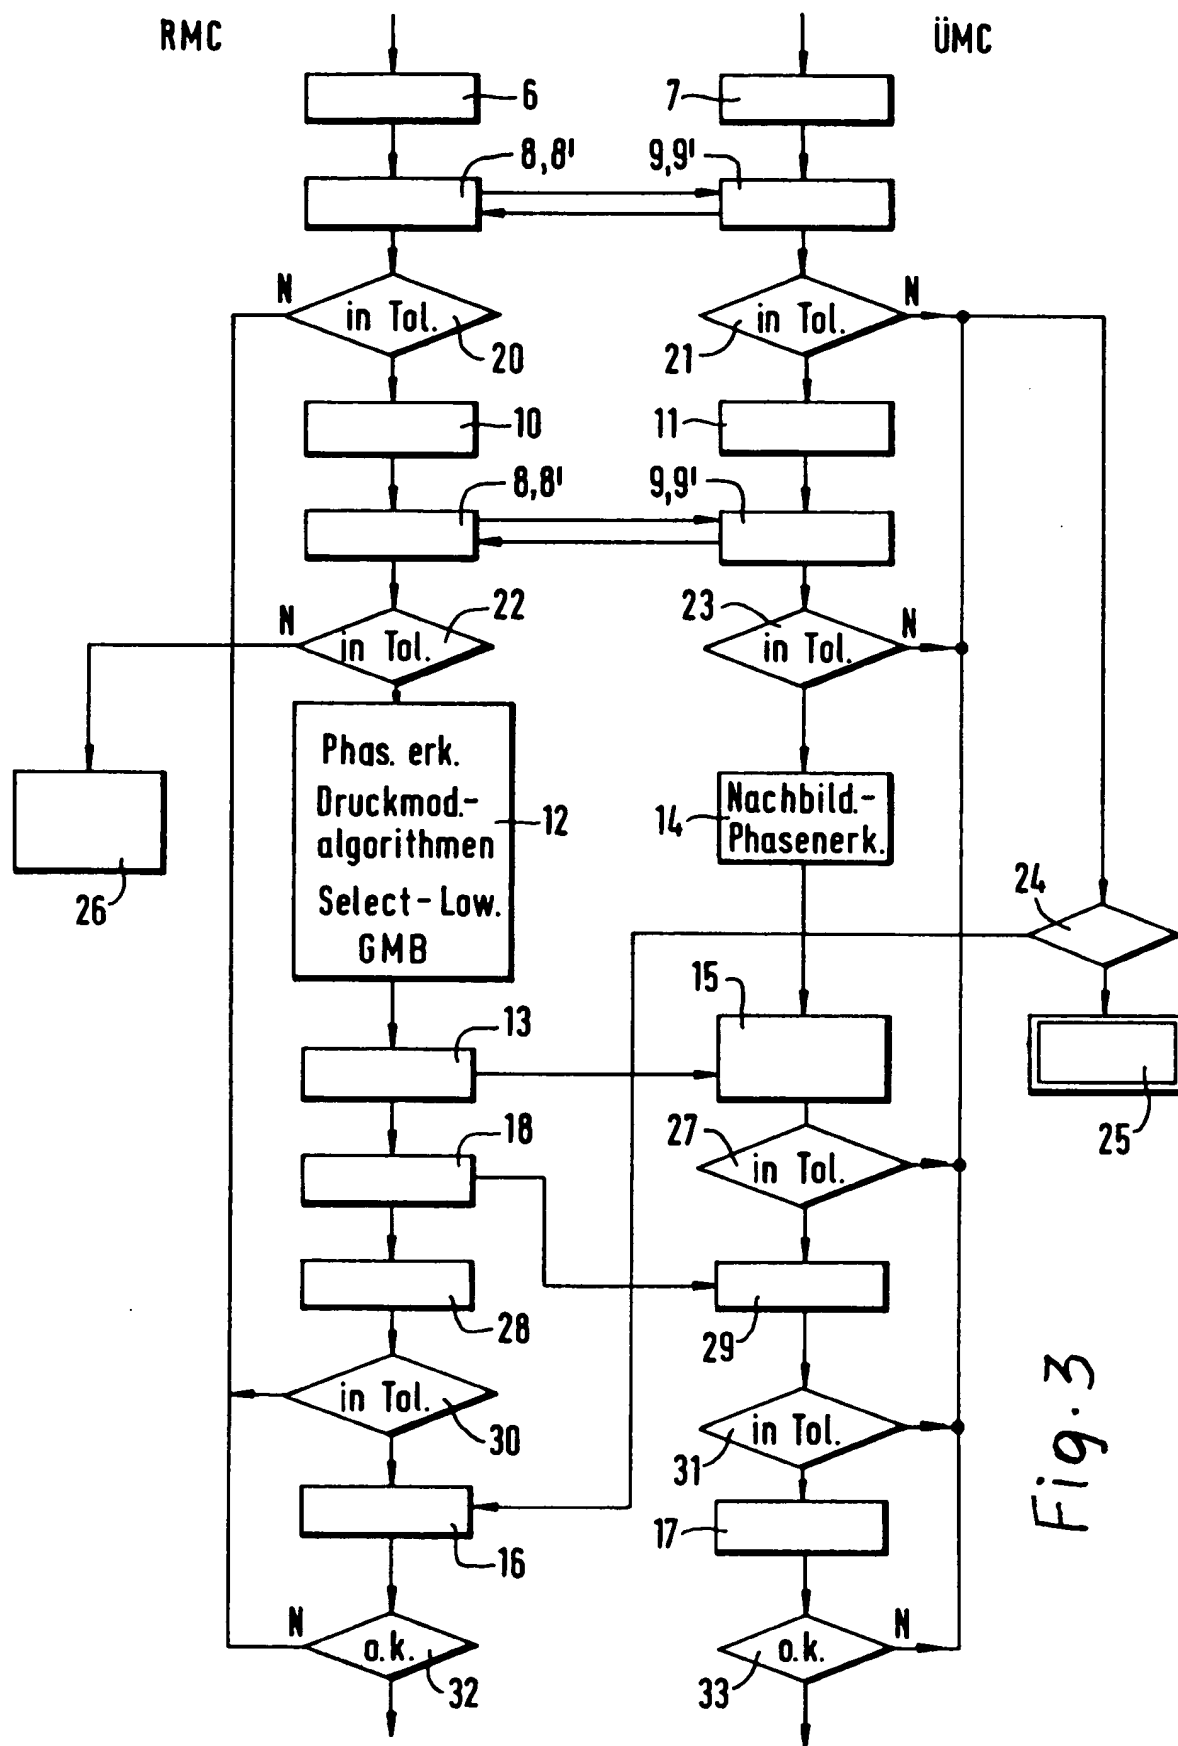 RMC
ÜMC
6
7
8,8'
9,9'
N
in Tol.
20
in Tol.
N
21
10
11
8,8'
9,9'
N
in Tol.
22
23
in Tol.
N
Phas. erk.
Druckmod.-
algorithmen
Select-Low.
GMB
12
14
Nachbild.-
Phasenerk.
26
24
13
15
25
18
27
in Tol.
28
29
in Tol.
30
in Tol.
31
16
17
N
o.k.
32
o.k.
N
33
Fig. 3